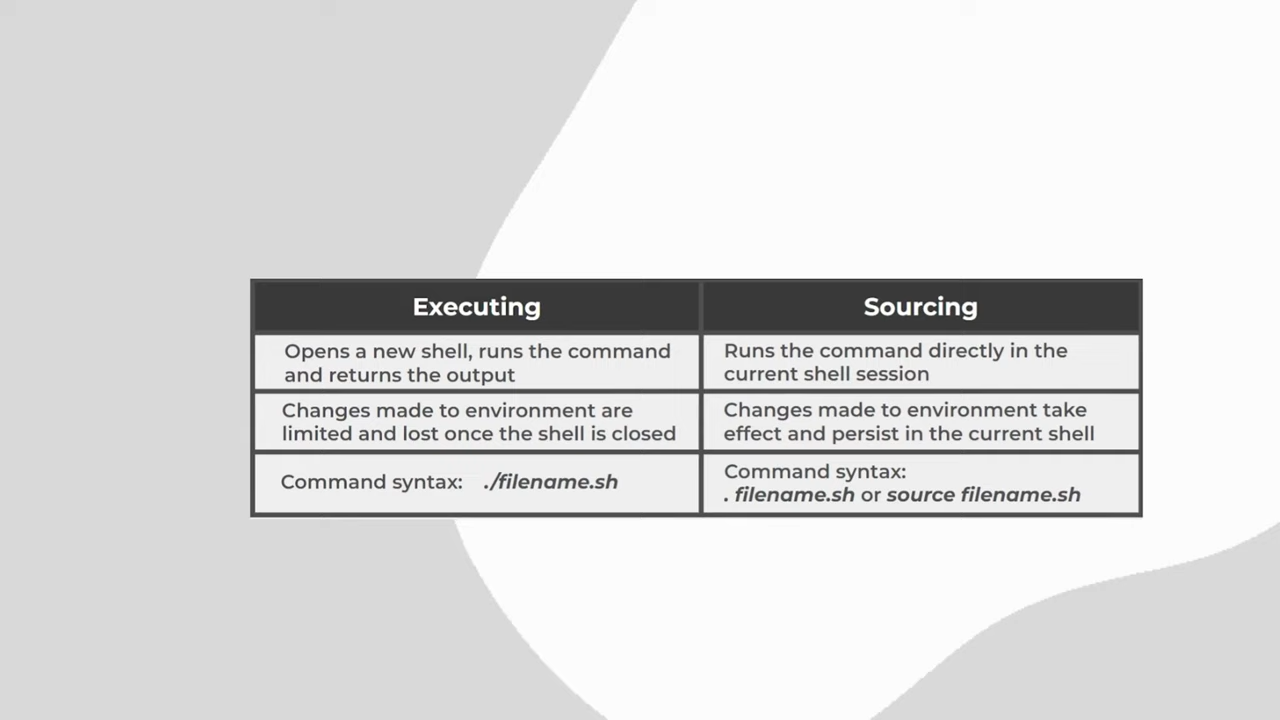 Executing
Sourcing
Opens a new shell, runs the command
and returns the output
Runs the command directly in the
current shell session
Changes made to environment are
limited and lost once the shell is closed
Changes made to environment take
effect and persist in the current shell
Command syntax: ./filename.sh
Command syntax:
. filename.sh or source filename.sh